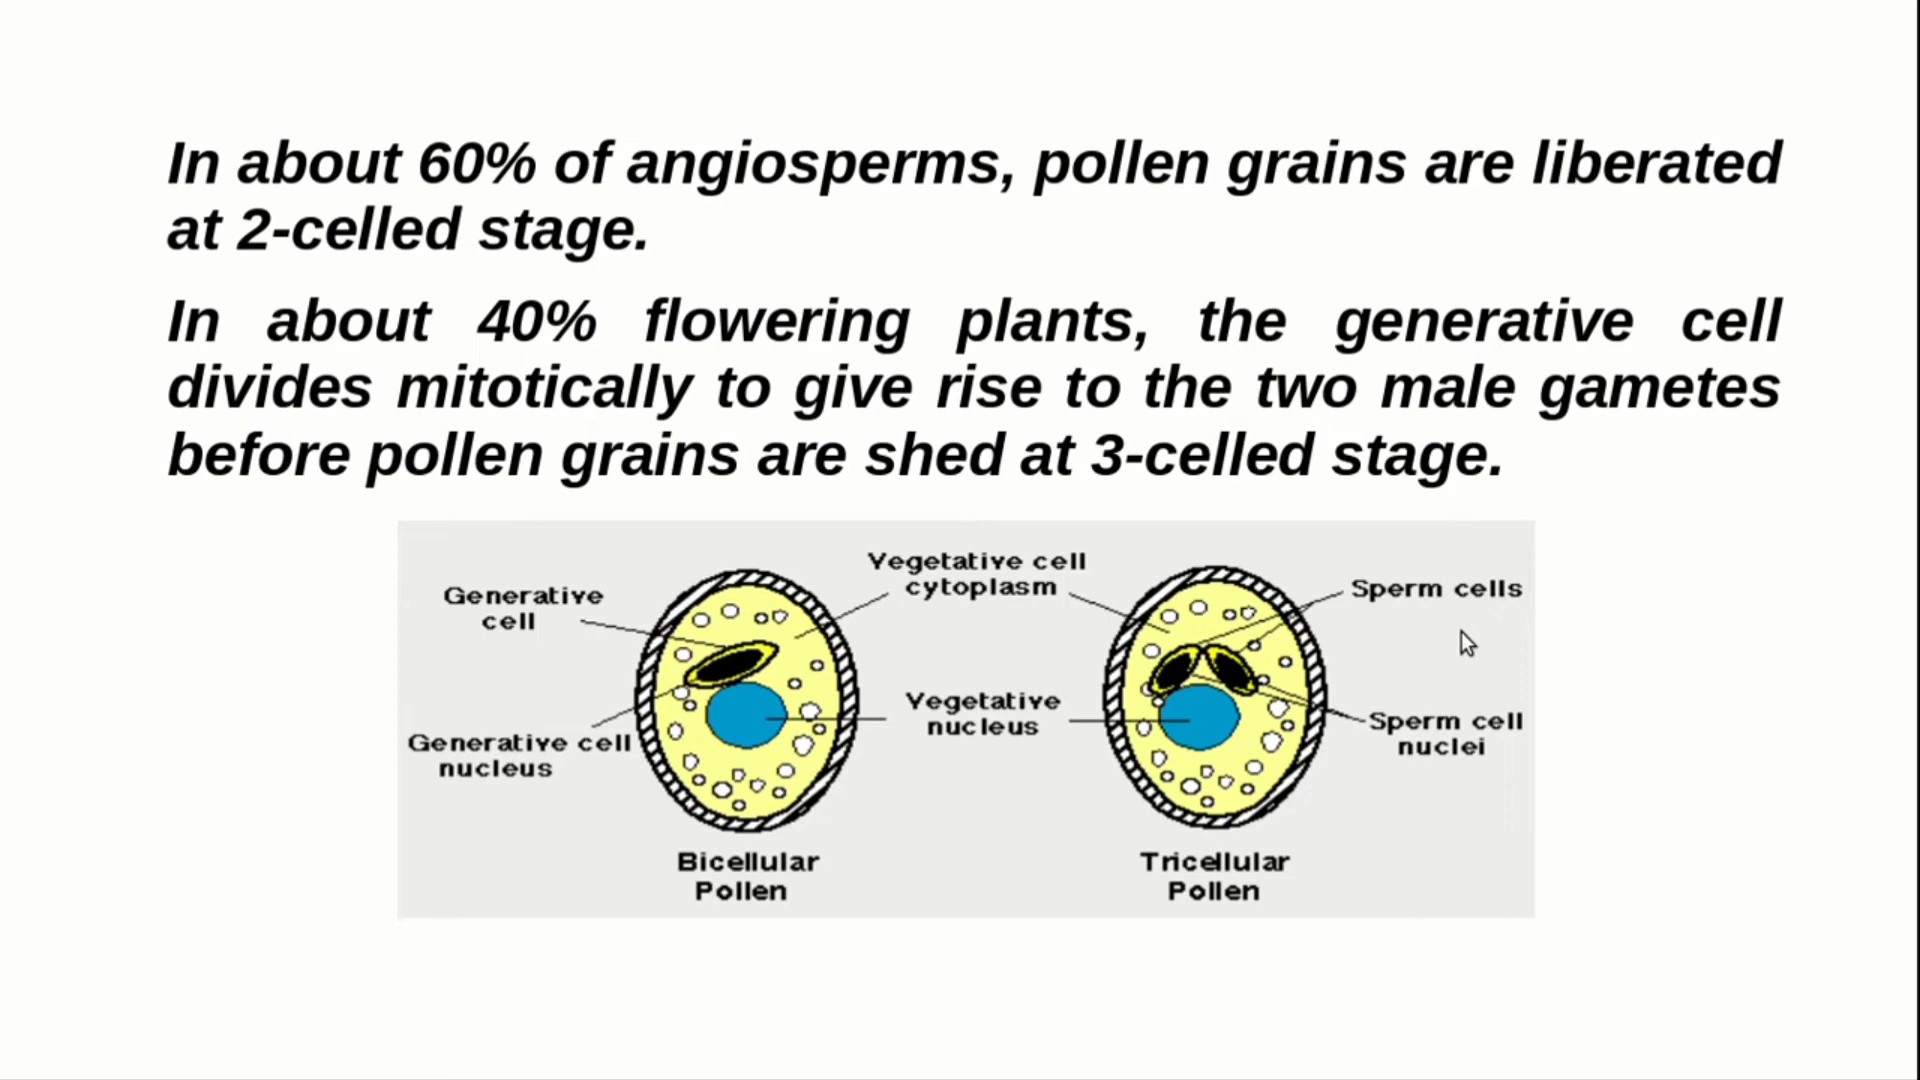 In about 60% of angiosperms, pollen grains are liberated
at 2-celled stage.
In about 40% flowering plants, the generative cell
divides mitotically to give rise to the two male gametes
before pollen grains are shed at 3-celled stage.
Generative
cell
Vegetative cell
cytoplasm
Sperm cells
Generative cell
nucleus
Vegetative
nucleus
Sperm cell
nuclei
Bicellular
Pollen
Tricellular
Pollen